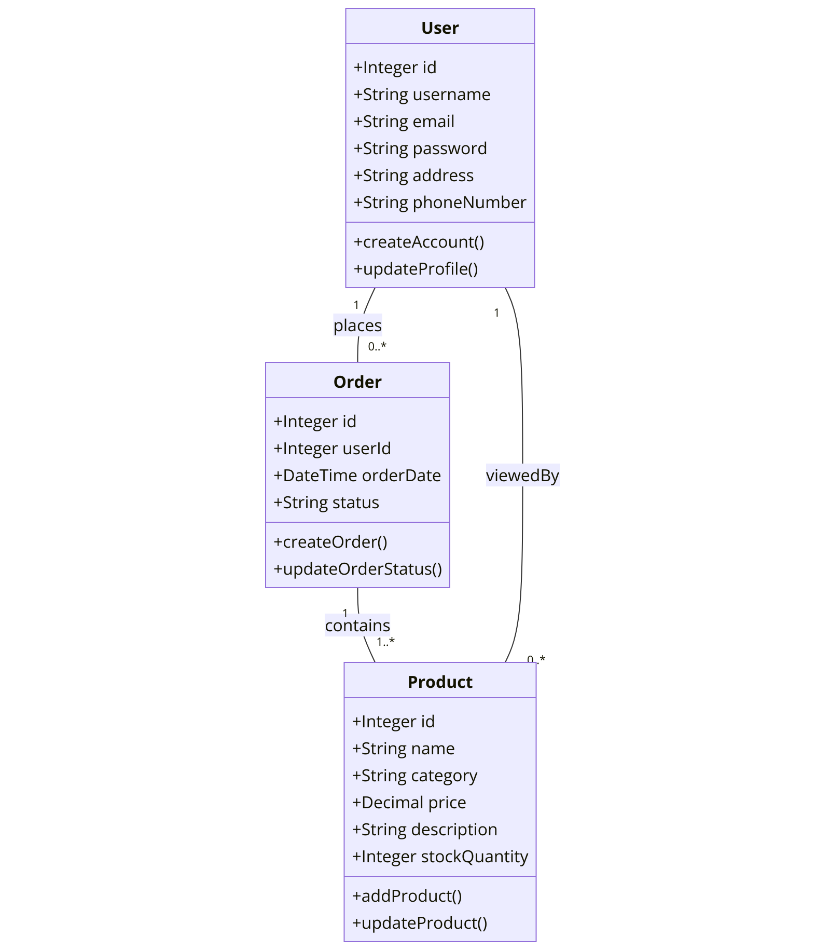 User
+Integer id
+String username
+String email
+String password
+String address
+String phoneNumber
+createAccount()
+updateProfile()
1
places
0..*
1
viewedBy
0..*
Order
+Integer id
+Integer userId
+DateTime orderDate
+String status
+createOrder()
+updateOrderStatus()
1
contains
1..*
Product
+Integer id
+String name
+String category
+Decimal price
+String description
+Integer stockQuantity
+addProduct()
+updateProduct()